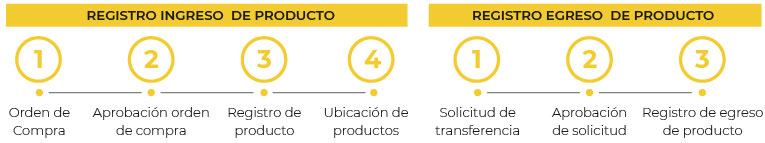 REGISTRO INGRESO DE PRODUCTO
1
2
3
4
Orden de
Compra
Aprobación orden
de compra
Registro de
producto
Ubicación de
productos
REGISTRO EGRESO DE PRODUCTO
1
2
3
Solicitud de
transferencia
Aprobación
de solicitud
Registro de egreso
de producto